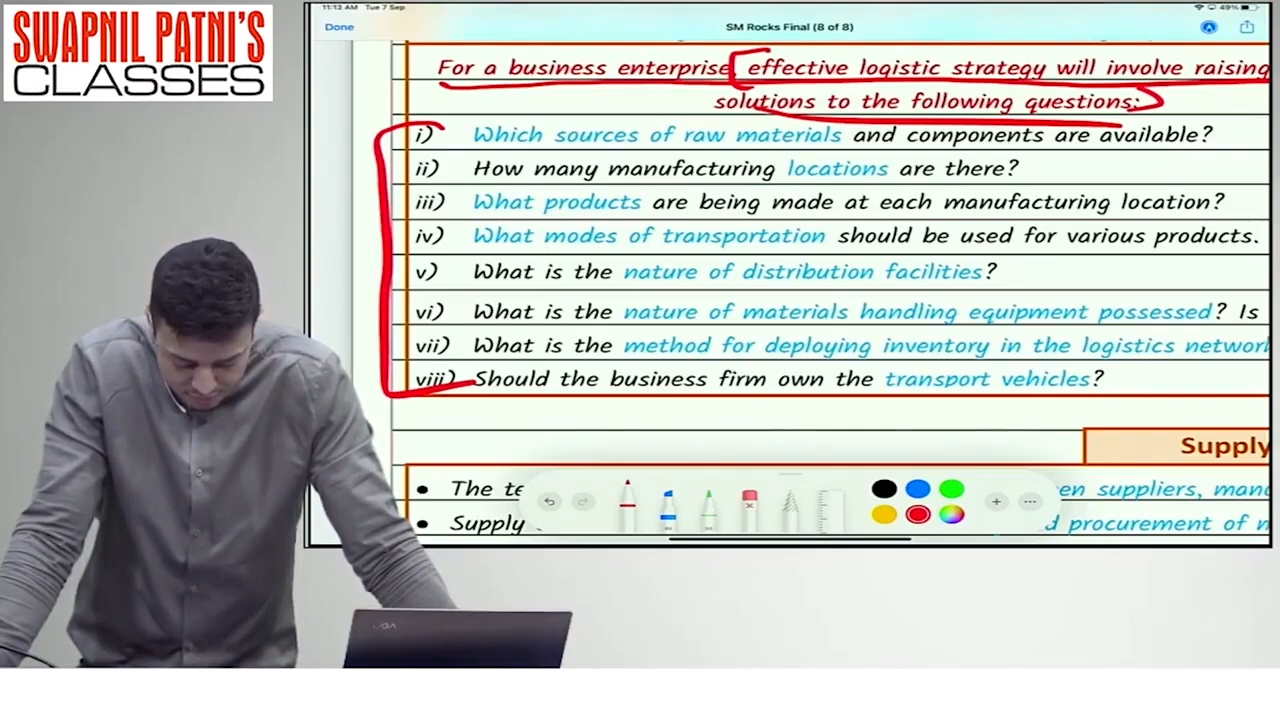 SWAPNIL PATNI'S
CLASSES
11:13 AM Tue 7 Sep
49%
Done
SM Rocks Final (8 of 8)
For a business enterprise, effective logistic strategy will involve raising
solutions to the following questions:
i) Which sources of raw materials and components are available?
ii) How many manufacturing locations are there?
iii) What products are being made at each manufacturing location?
iv) What modes of transportation should be used for various products.
v) What is the nature of distribution facilities?
vi) What is the nature of materials handling equipment possessed? Is
vii) What is the method for deploying inventory in the logistics network
viii) Should the business firm own the transport vehicles?
Supply
• The te
en suppliers,
• Supply
d procurement of